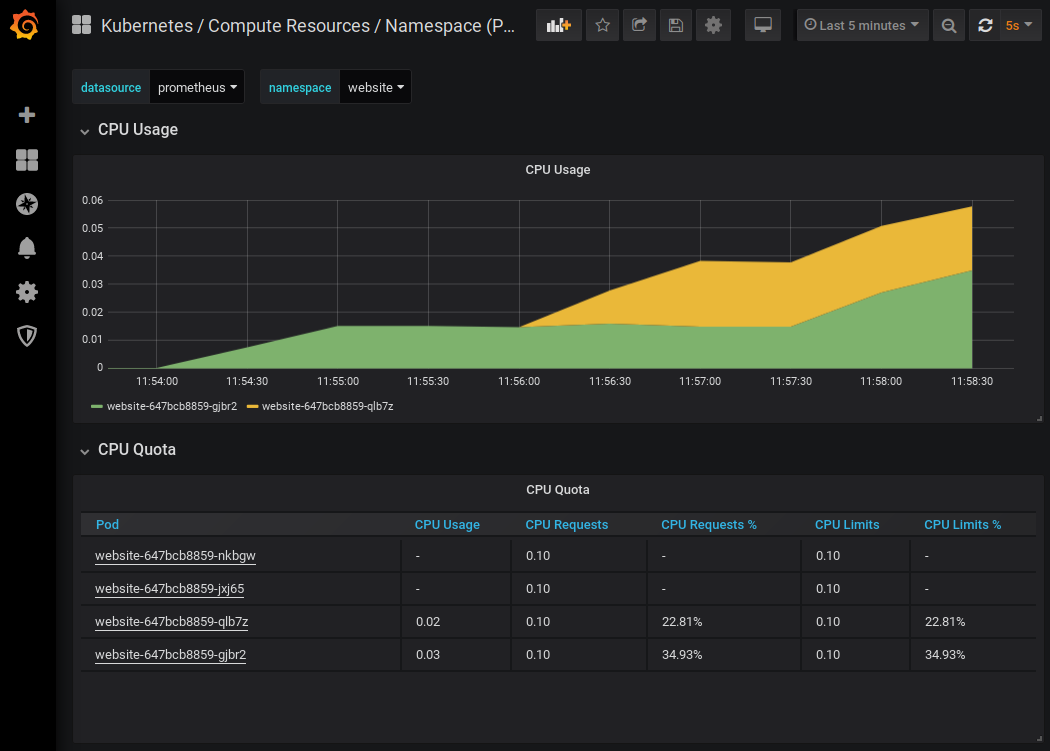 Kubernetes / Compute Resources / Namespace (P... Last 5 minutes 5s
datasource prometheus namespace website
CPU Usage
CPU Usage
0.06
0.05
0.04
0.03
0.02
0.01
0
11:54:00 11:54:30 11:55:00 11:55:30 11:56:00 11:56:30 11:57:00 11:57:30 11:58:00 11:58:30
website-647bcb8859-gjbr2 website-647bcb8859-qlb7z
CPU Quota
CPU Quota
Pod CPU Usage CPU Requests CPU Requests % CPU Limits CPU Limits %
website-647bcb8859-nkbgw - 0.10 - 0.10 -
website-647bcb8859-jxj65 - 0.10 - 0.10 -
website-647bcb8859-qlb7z 0.02 0.10 22.81% 0.10 22.81%
website-647bcb8859-gjbr2 0.03 0.10 34.93% 0.10 34.93%